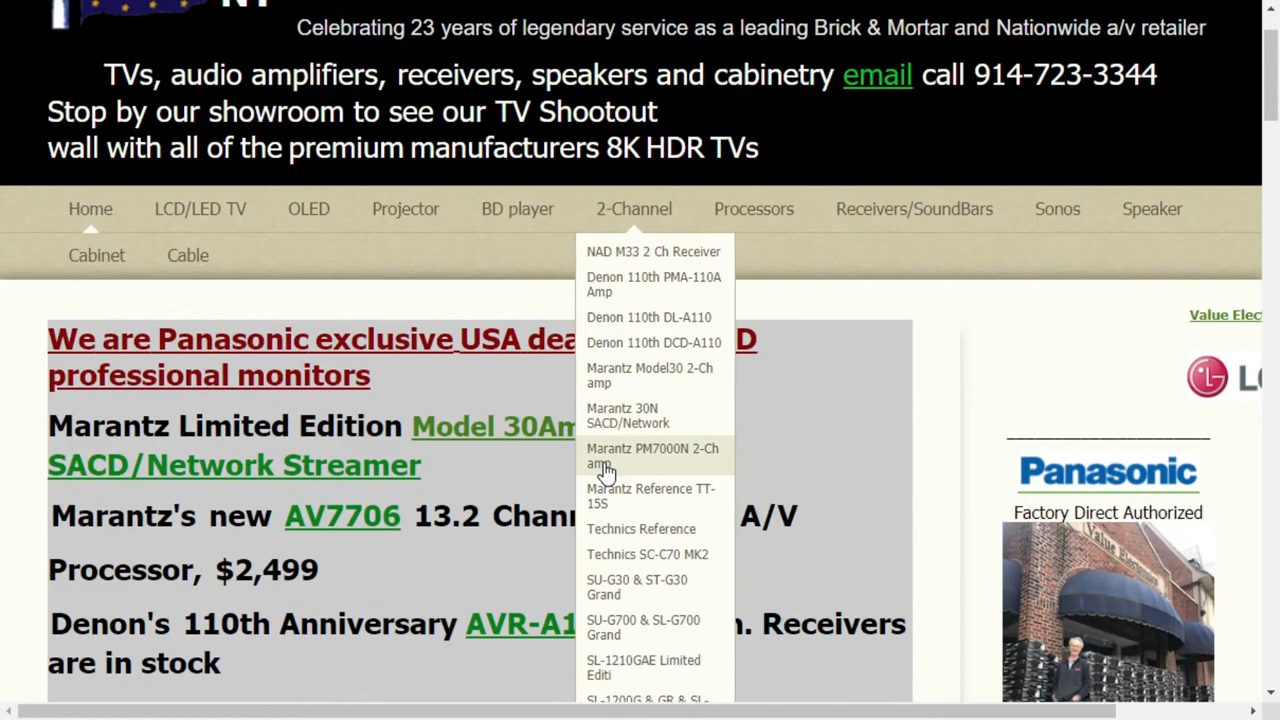 Celebrating 23 years of legendary service as a leading Brick & Mortar and Nationwide a/v retailer
TVs, audio amplifiers, receivers, speakers and cabinetry email call 914-723-3344
Stop by our showroom to see our TV Shootout
wall with all of the premium manufacturers 8K HDR TVs
Home LCD/LED TV OLED Projector BD player 2-Channel Processors Receivers/SoundBars Sonos Speaker
Cabinet Cable
NAD M33 2 Ch Receiver
Denon 110th PMA-110A
Amp
Denon 110th DL-A110
Denon 110th DCD-A110
Marantz Model30 2-Ch
amp
Marantz 30N
SACD/Network
Marantz PM7000N 2-Ch
amp
Marantz Reference TT-
15S
Technics Reference
Technics SC-C70 MK2
SU-G30 & ST-G30
Grand
SU-G700 & SL-G700
Grand
SL-1210GAE Limited
Editi
SL-1200G & GR & SL-
We are Panasonic exclusive USA dea D
professional monitors
Marantz Limited Edition Model 30Am
SACD/Network Streamer
Marantz's new AV7706 13.2 Chann A/V
Processor, $2,499
Denon's 110th Anniversary AVR-A1 h. Receivers
are in stock
Value Elec
LG
Panasonic
Factory Direct Authorized